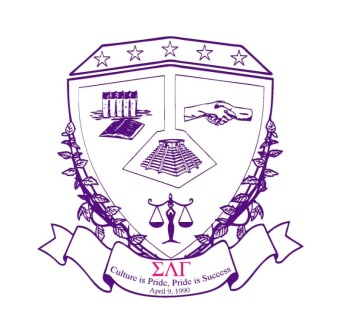 ΣΛΓ
Culture is Pride, Pride is Success
April 9, 1990